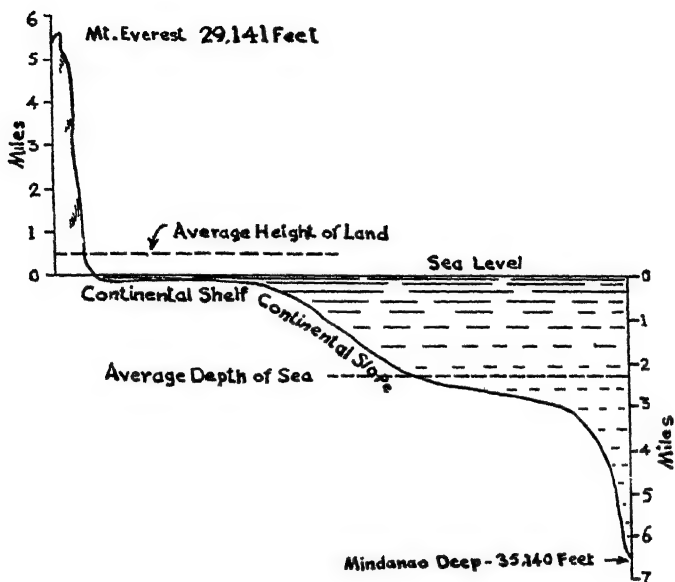 6
Mt. Everest 29,141 Feet
5
4
3
Miles
2
1
Average Height of Land
0
Sea Level
0
Continental Shelf
Continental Slope
1
Average Depth of Sea
2
3
4
Miles
5
6
Mindanao Deep - 35,140 Feet
7